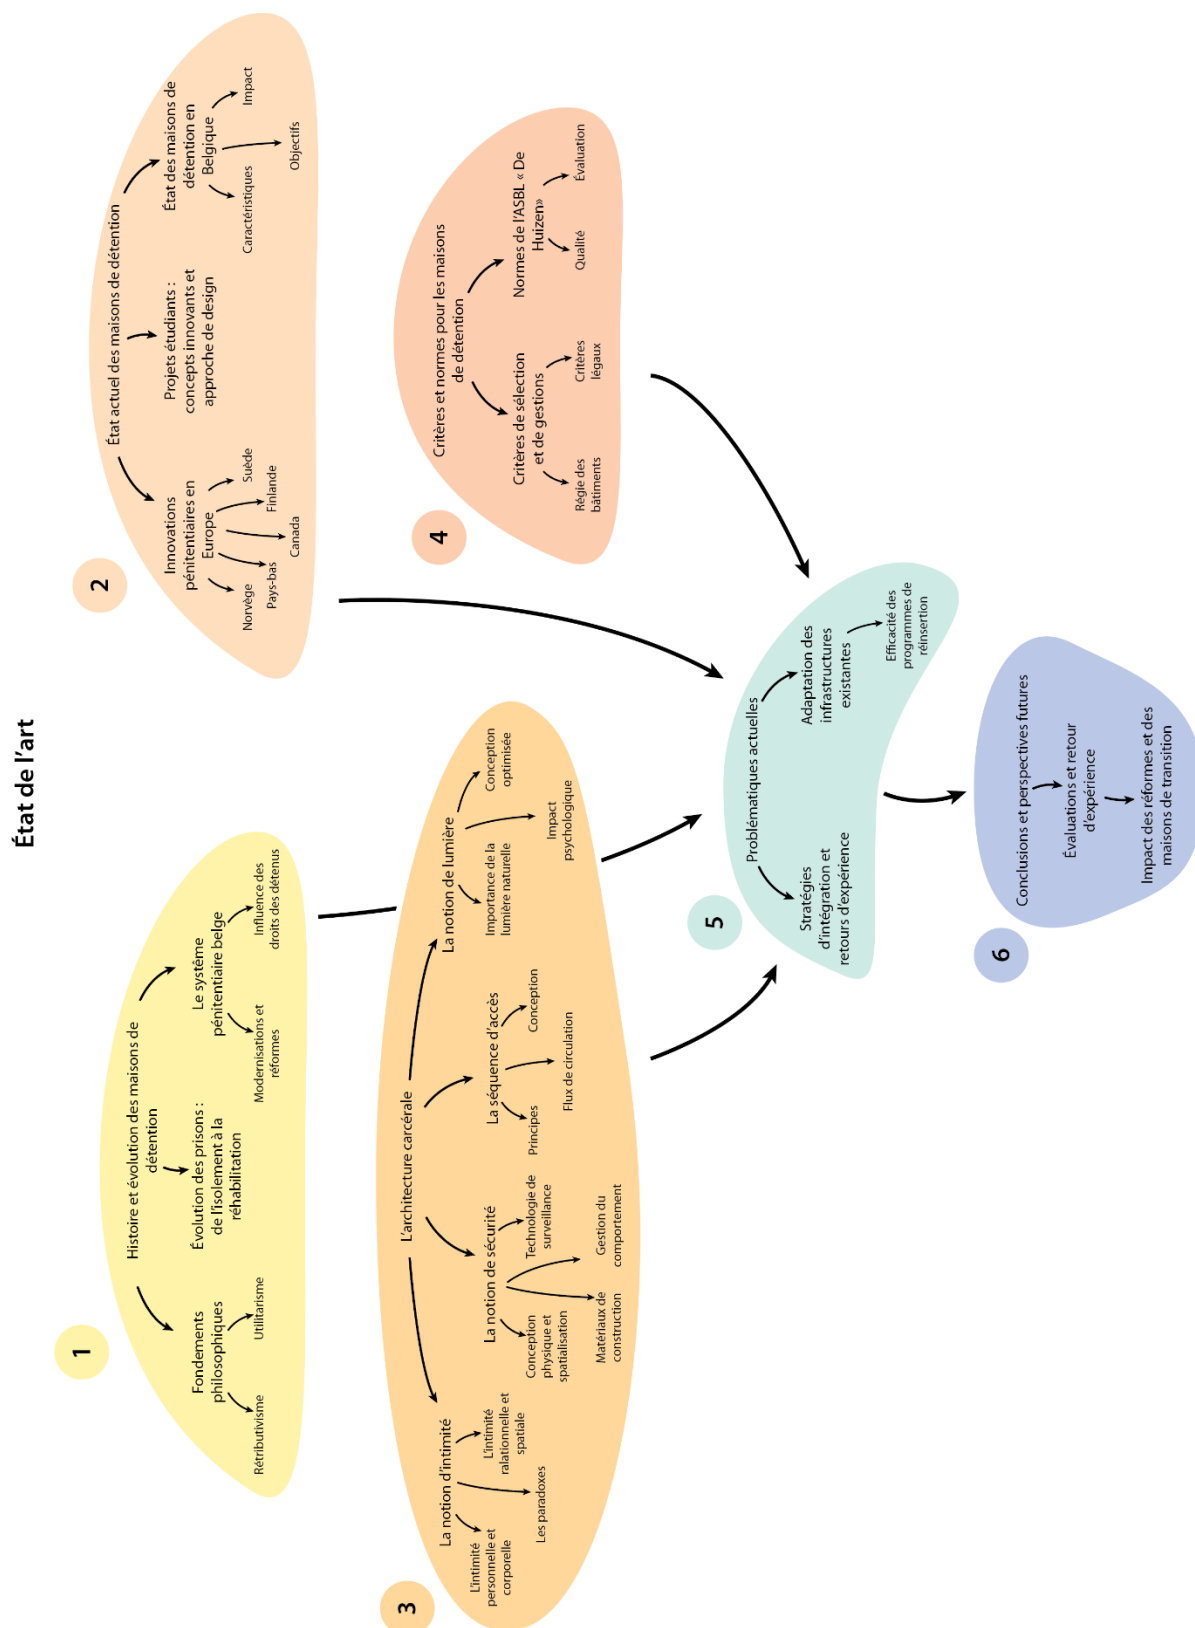 État de l'art
1
Histoire et évolution des maisons de
détention
Fondements
philosophiques
Rétributivisme
Utilitarisme
Évolution des prisons :
de l'isolement à la
réhabilitation
Le système
pénitentiaire belge
Modernisations et
réformes
Influence des
droits des détenus
2
État actuel des maisons de détention
Innovations
pénitentiaires en
Europe
Norvège
Pays-bas
Canada
Finlande
Suède
Projets étudiants :
concepts innovants et
approche de design
État des maisons de
détention en
Belgique
Caractéristiques
Objectifs
Impact
3
L'architecture carcérale
La notion d'intimité
L'intimité
personnelle et
corporelle
Les paradoxes
L'intimité
ralationnelle et
spatiale
La notion de sécurité
Conception
physique et
spatialisation
Matériaux de
construction
Gestion du
comportement
Technologie de
surveillance
La séquence d'accès
Principes
Flux de circulation
Conception
La notion de lumière
Importance de la
lumière naturelle
Impact
psychologique
Conception
optimisée
4
Critères et normes pour les maisons
de détention
Critères de sélection
et de gestions
Régie des
bâtiments
Critères
légaux
Normes de l'ASBL « De
Huizen»
Qualité
Évaluation
5
Problématiques actuelles
Stratégies
d'intégration et
retours d'expérience
Adaptation des
infrastructures
existantes
Efficacité des
programmes de
réinsertion
6
Conclusions et perspectives futures
Évaluations et retour
d'expérience
Impact des réformes et des
maisons de transition